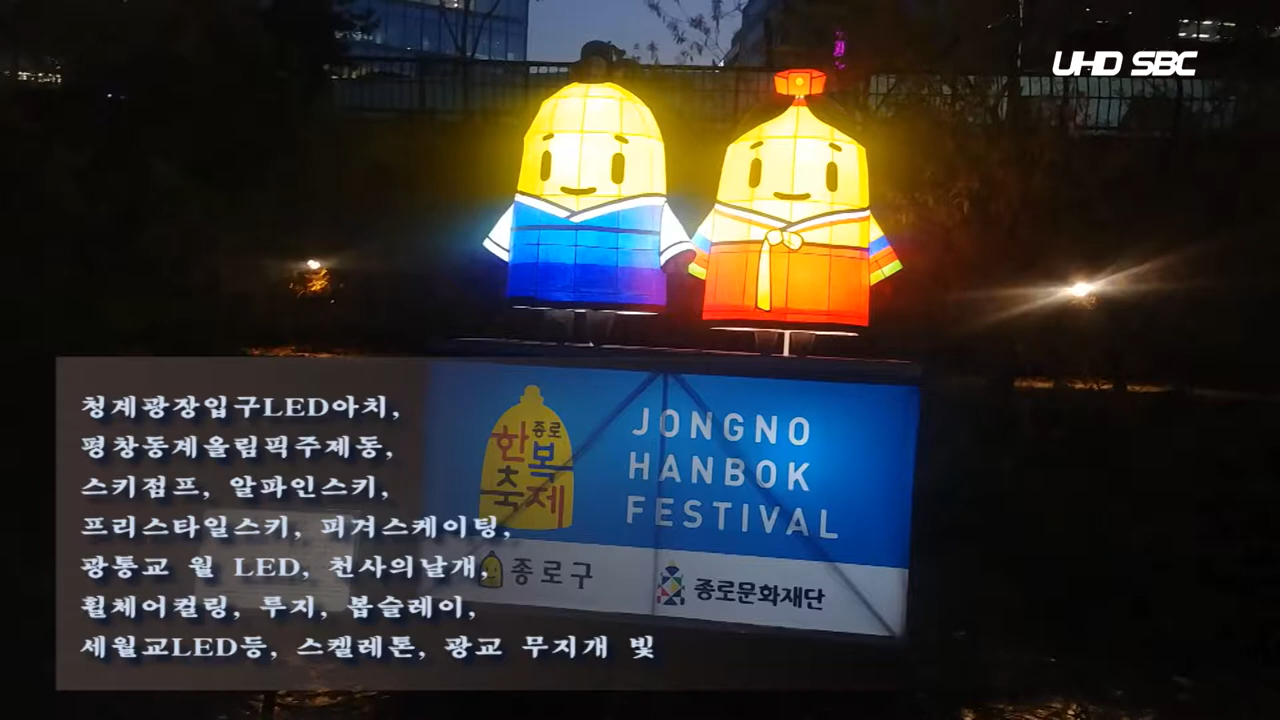 UHD SBC
청계광장입구LED아치,
평창동계올림픽주제동,
스키점프, 알파인스키,
프리스타일스키, 피겨스케이팅,
광통교 월 LED, 천사의날개,
휠체어컬링, 루지, 봅슬레이,
세월교LED등, 스켈레톤, 광교 무지개 빛
종로
한복
축제
JONGNO
HANBOK
FESTIVAL
종로구
종로문화재단